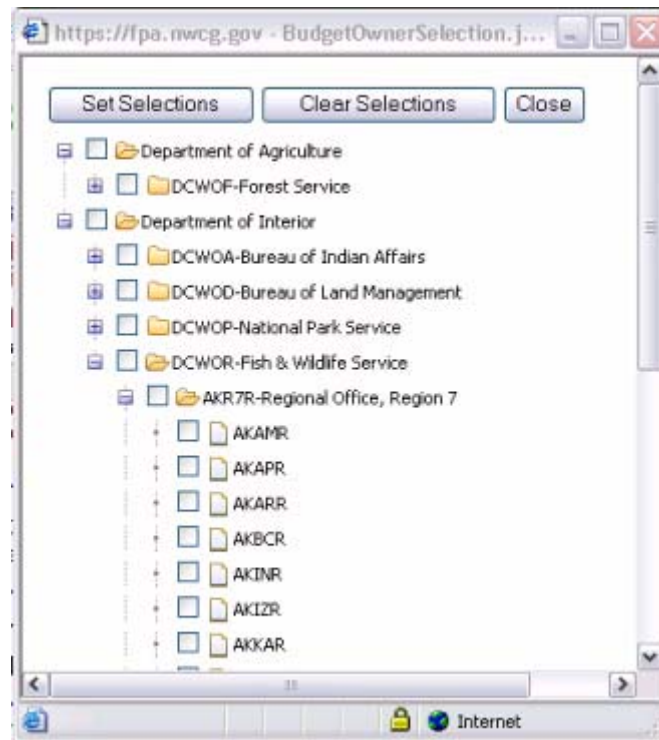 https://fpa.nwcg.gov - BudgetOwnerSelection.j...
Set Selections Clear Selections Close
Department of Agriculture
DCWOF-Forest Service
Department of Interior
DCWOA-Bureau of Indian Affairs
DCWOD-Bureau of Land Management
DCWOP-National Park Service
DCWOR-Fish & Wildlife Service
AKR7R-Regional Office, Region 7
AKAMR
AKAPR
AKARR
AKBCR
AKINR
AKIZR
AKKAR
Internet